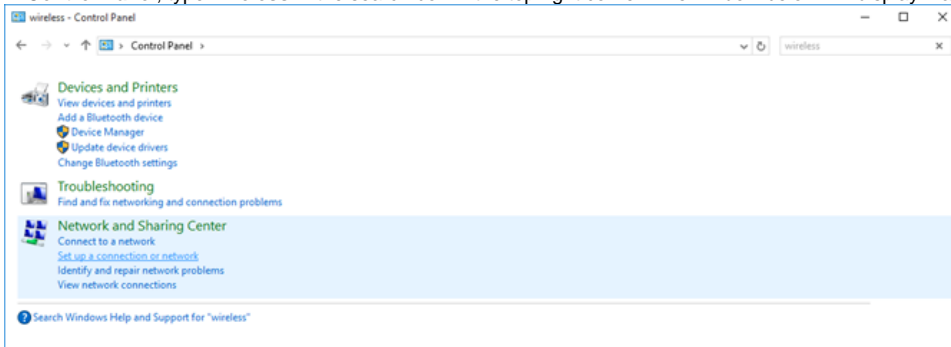 wireless - Control Panel
Control Panel
wireless
Devices and Printers
View devices and printers
Add a Bluetooth device
Device Manager
Update device drivers
Change Bluetooth settings
Troubleshooting
Find and fix networking and connection problems
Network and Sharing Center
Connect to a network
Set up a connection or network
Identify and repair network problems
View network connections
Search Windows Help and Support for "wireless"